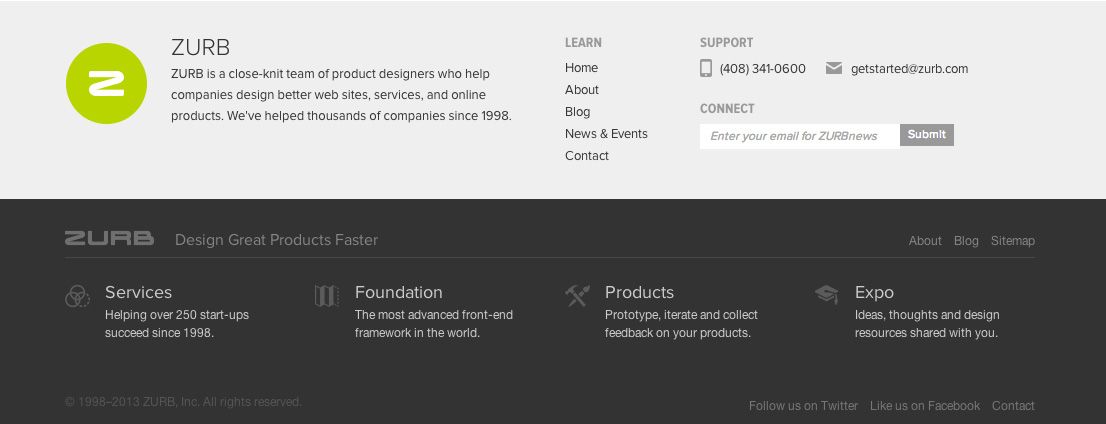 ZURB
ZURB is a close-knit team of product designers who help
companies design better web sites, services, and online
products. We've helped thousands of companies since 1998.
LEARN
Home
About
Blog
News & Events
Contact
SUPPORT
(408) 341-0600 getstarted@zurb.com
CONNECT
Enter your email for ZURBnews Submit
ZURB Design Great Products Faster About Blog Sitemap
Services
Helping over 250 start-ups
succeed since 1998.
Foundation
The most advanced front-end
framework in the world.
Products
Prototype, iterate and collect
feedback on your products.
Expo
Ideas, thoughts and design
resources shared with you.
© 1998–2013 ZURB, Inc. All rights reserved.
Follow us on Twitter Like us on Facebook Contact